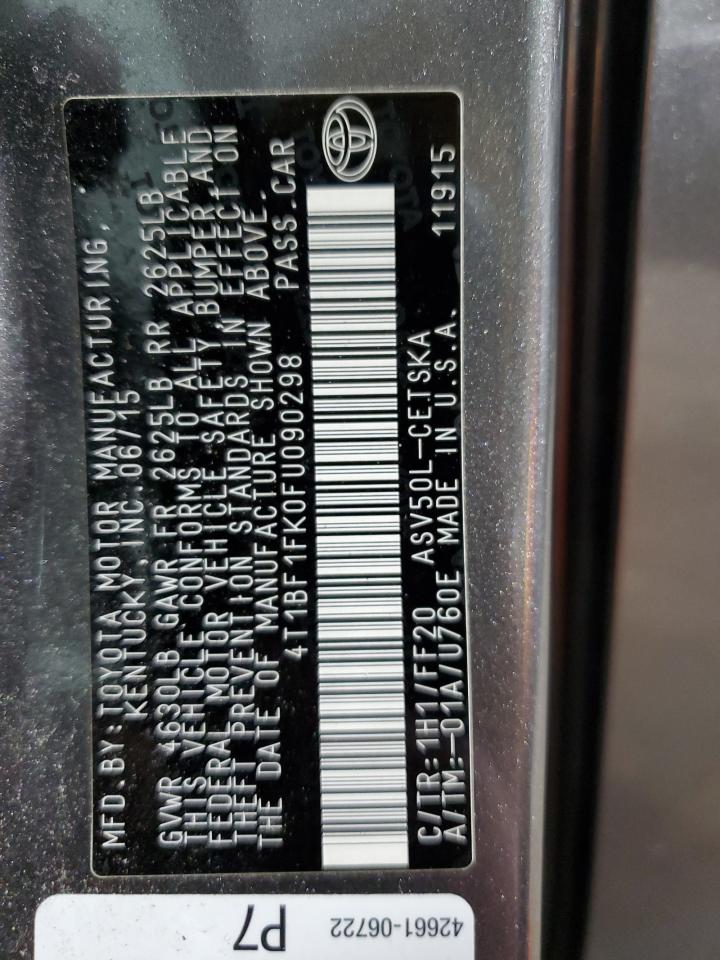 MFD.BY:TOYOTA MOTOR MANUFACTURING,
KENTUCKY,INC.06/15
GVWR 4630LB GAWR FR 2625LB RR 2625LB
THIS VEHICLE CONFORMS TO ALL APPLICABLE
FEDERAL MOTOR VEHICLE SAFETY BUMPER AND
THEFT PREVENTION STANDARDS IN EFFECT ON
THE DATE OF MANUFACTURE SHOWN ABOVE.
4T1BF1FK0FU090298 PASS.CAR
C/TR:1H1/FF20 ASV50L-CETSKA
A/TM:-01A/U760E MADE IN U.S.A. 11915
P7
42661-06722